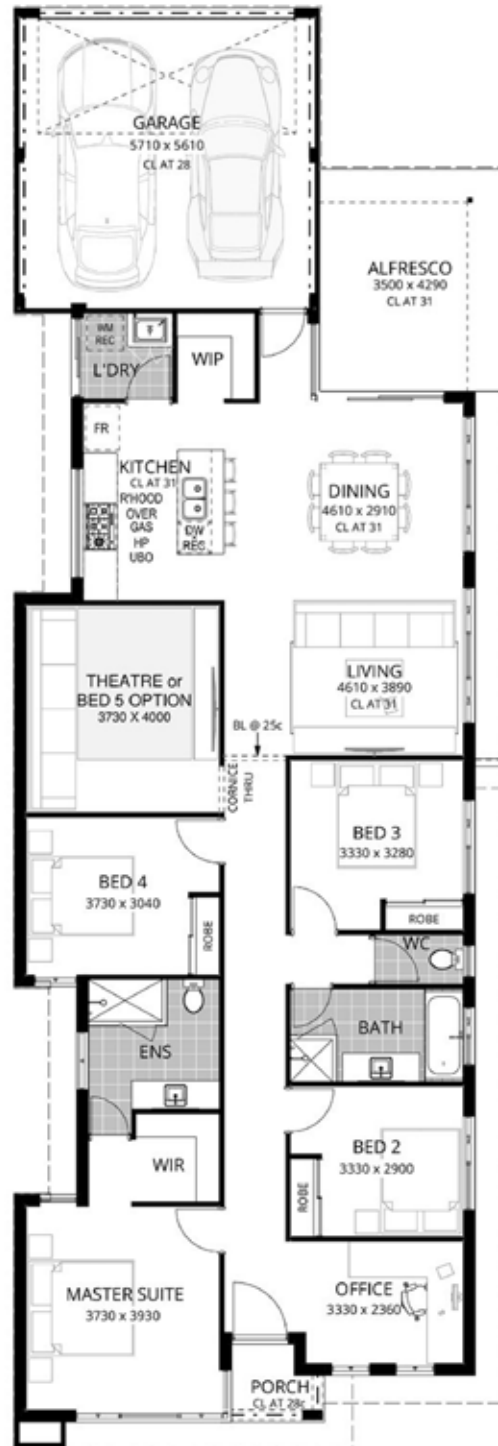 GARAGE
5710 x 5610
CL AT 28
ALFRESCO
3500 x 4290
CL AT 31
WM
REC
L'DRY
WIP
FR
KITCHEN
CL AT 31
R'HOOD
OVER
GAS
HP
UBO
DW
REC
DINING
4610 x 2910
CL AT 31
THEATRE or
BED 5 OPTION
3730 X 4000
LIVING
4610 x 3890
CL AT 31
BL @ 25c
CORNICE
THRU
BED 3
3330 x 3280
ROBE
BED 4
3730 x 3040
ROBE
WC
BATH
ENS
WIR
BED 2
3330 x 2900
ROBE
MASTER SUITE
3730 x 3930
OFFICE
3330 x 2360
PORCH
CL AT 28c